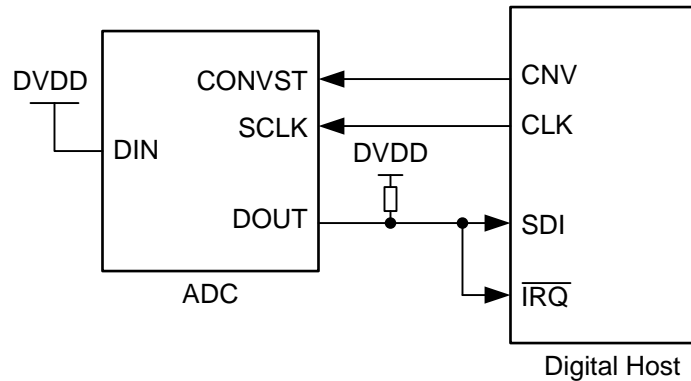 DVDD
DIN
CONVST
SCLK
DOUT
ADC
DVDD
CNV
CLK
SDI
IRQ
Digital Host